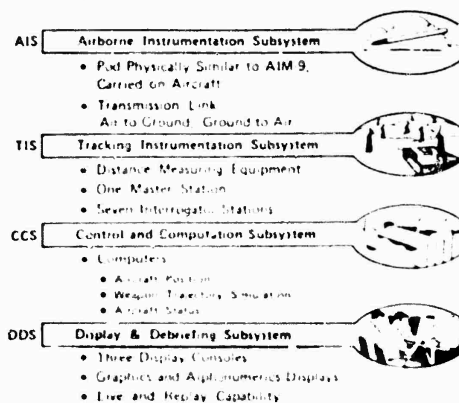 AIS Airborne Instrumentation Subsystem
• Pod Physically Similar to AIM 9,
Carried on Aircraft
• Transmission Link
Air to Ground Ground to Air
TIS Tracking Instrumentation Subsystem
• Distance Measuring Equipment
• One Master Station
• Seven Interrogator Stations
CCS Control and Computation Subsystem
• Computers
• Aircraft Position
• Weapon Trajectory Simulation
• Aircraft Status
DDS Display & Debriefing Subsystem
• Three Display Consoles
• Graphics and Alphanumerics Displays
• Live and Replay Capability